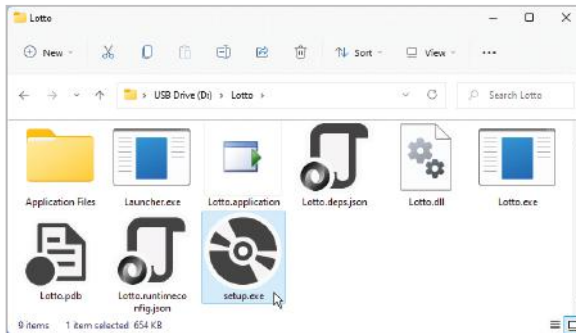 Lotto
New
Sort
View
USB Drive (D:) > Lotto >
Search Lotto
Application Files
Launcher.exe
Lotto.application
Lotto.deps.json
Lotto.dll
Lotto.exe
Lotto.pdb
Lotto.runtimeco
nfig.json
setup.exe
9 items
1 item selected 654 KB